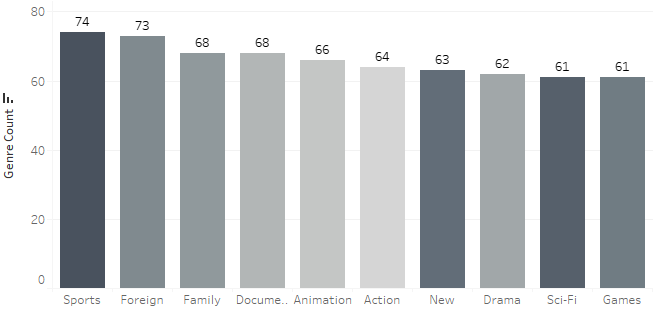 80
60
40
20
0
Genre Count
74
73
68
68
66
64
63
62
61
61
Sports
Foreign
Family
Docume..
Animation
Action
New
Drama
Sci-Fi
Games